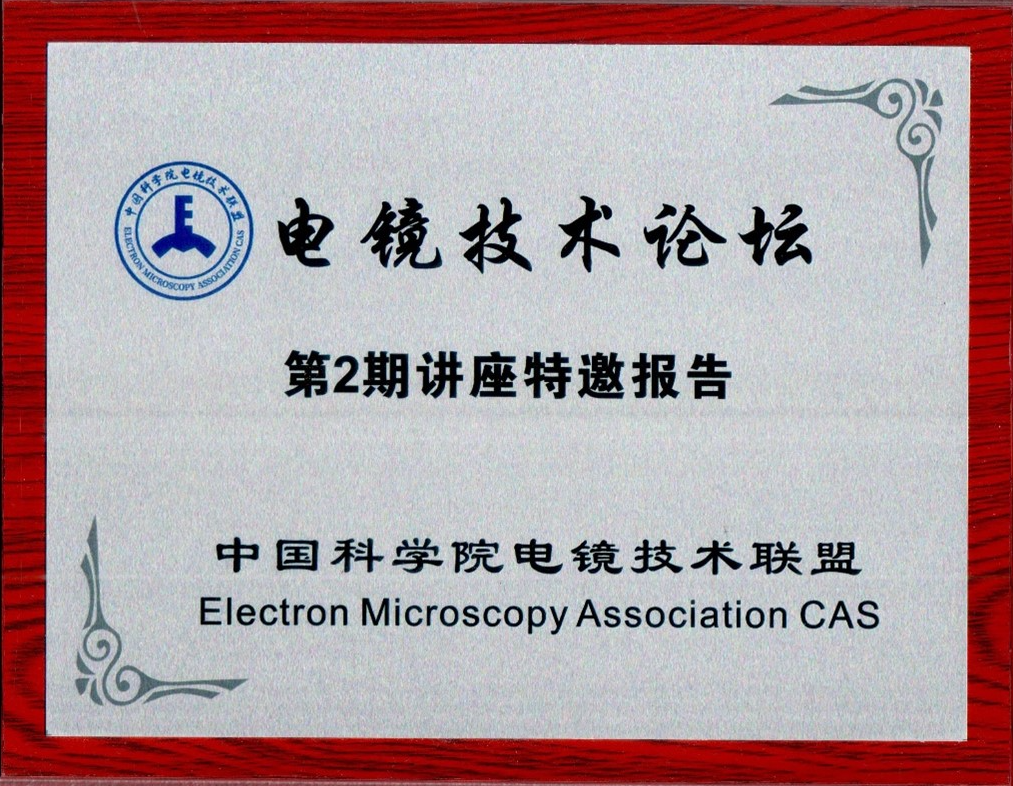 中国科学院电镜技术联盟
ELECTRON MICROSCOPY ASSOCIATION CAS
电镜技术论坛
第2期讲座特邀报告
中国科学院电镜技术联盟
Electron Microscopy Association CAS